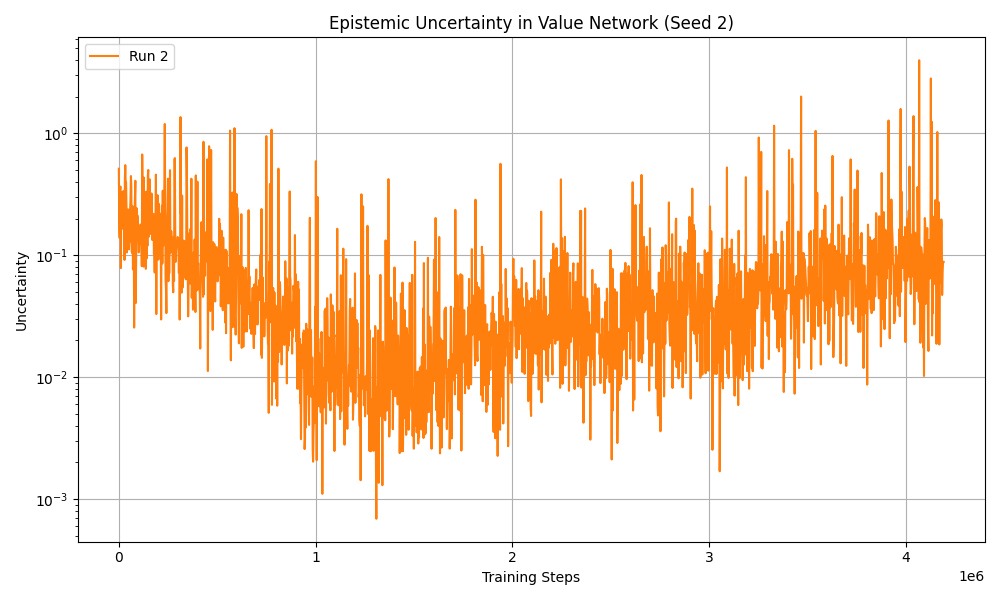 Epistemic Uncertainty in Value Network (Seed 2)
Run 2
Uncertainty
10^0
10^-1
10^-2
10^-3
0 1 2 3 4
1e6
Training Steps